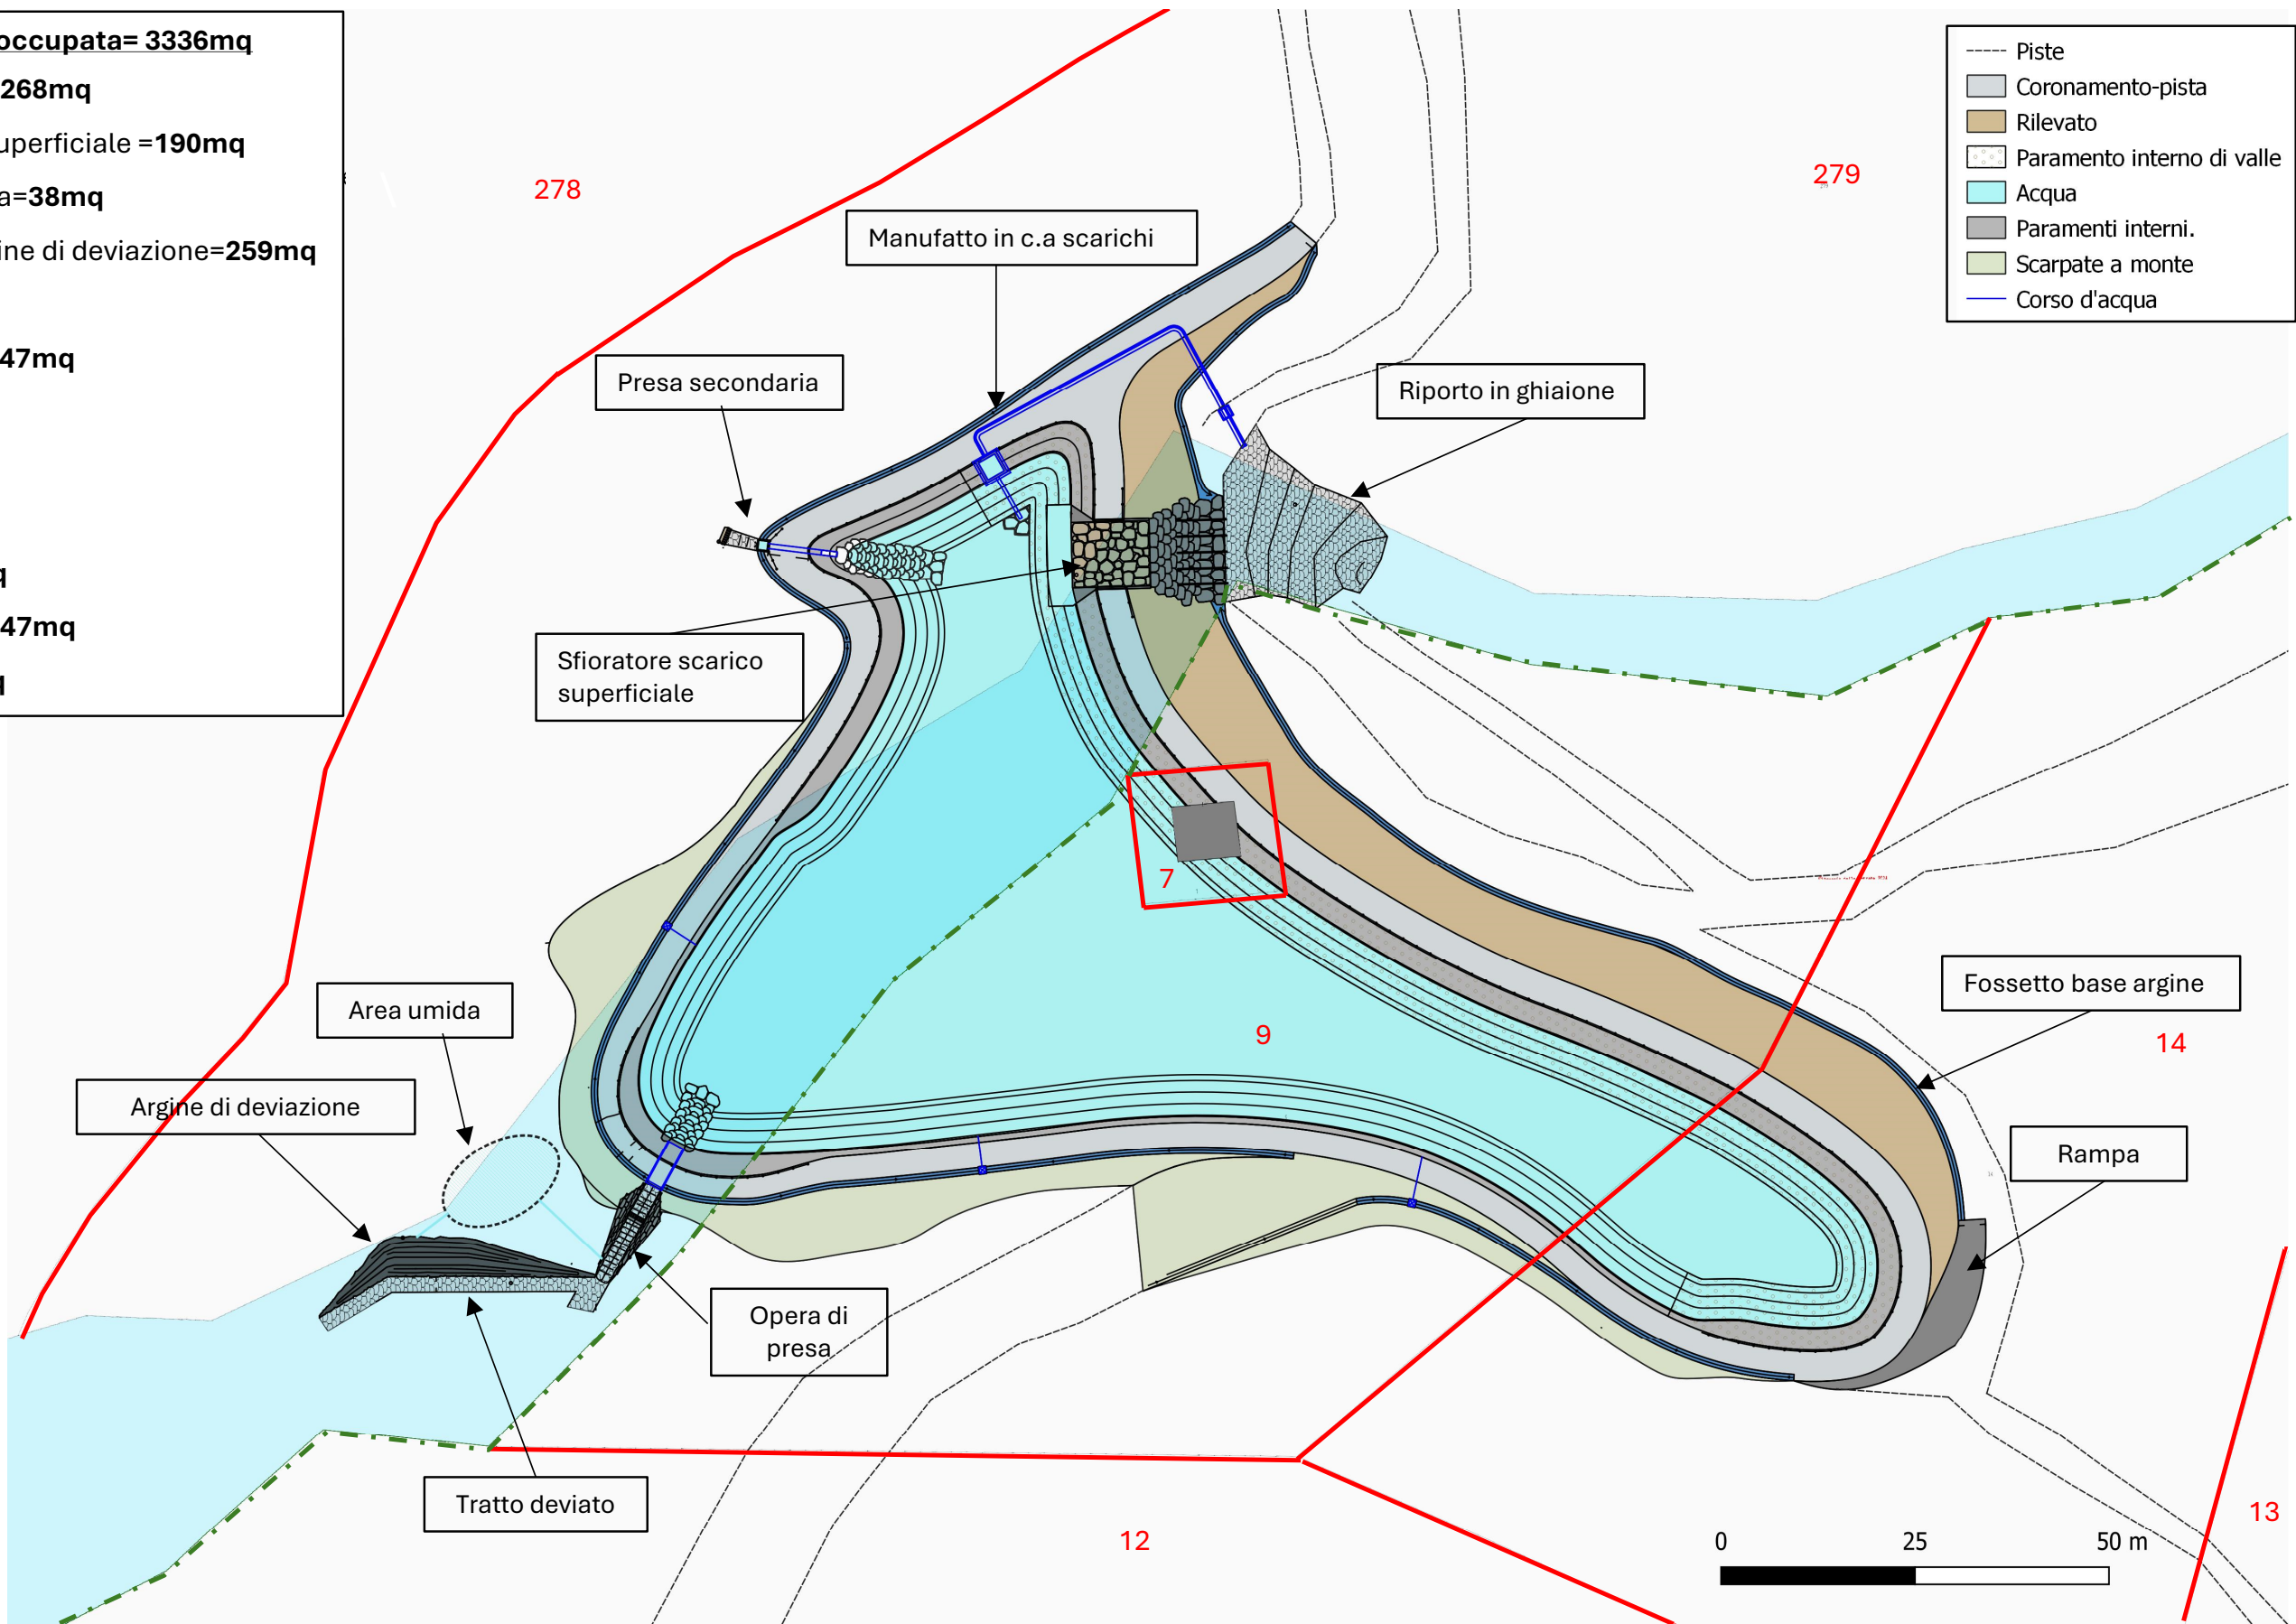 occupata= 3336mq
268mq
uperficiale =190mq
a=38mq
ine di deviazione=259mq
47mq
q
47mq
q
Piste
Coronamento-pista
Rilevato
Paramento interno di valle
Acqua
Paramenti interni.
Scarpate a monte
Corso d'acqua
278
279
Manufatto in c.a scarichi
Presa secondaria
Riporto in ghiaione
Sfioratore scarico
superficiale
7
Area umida
Fossetto base argine
9
14
Argine di deviazione
Rampa
Opera di
presa
Tratto deviato
12
13
0 25 50 m